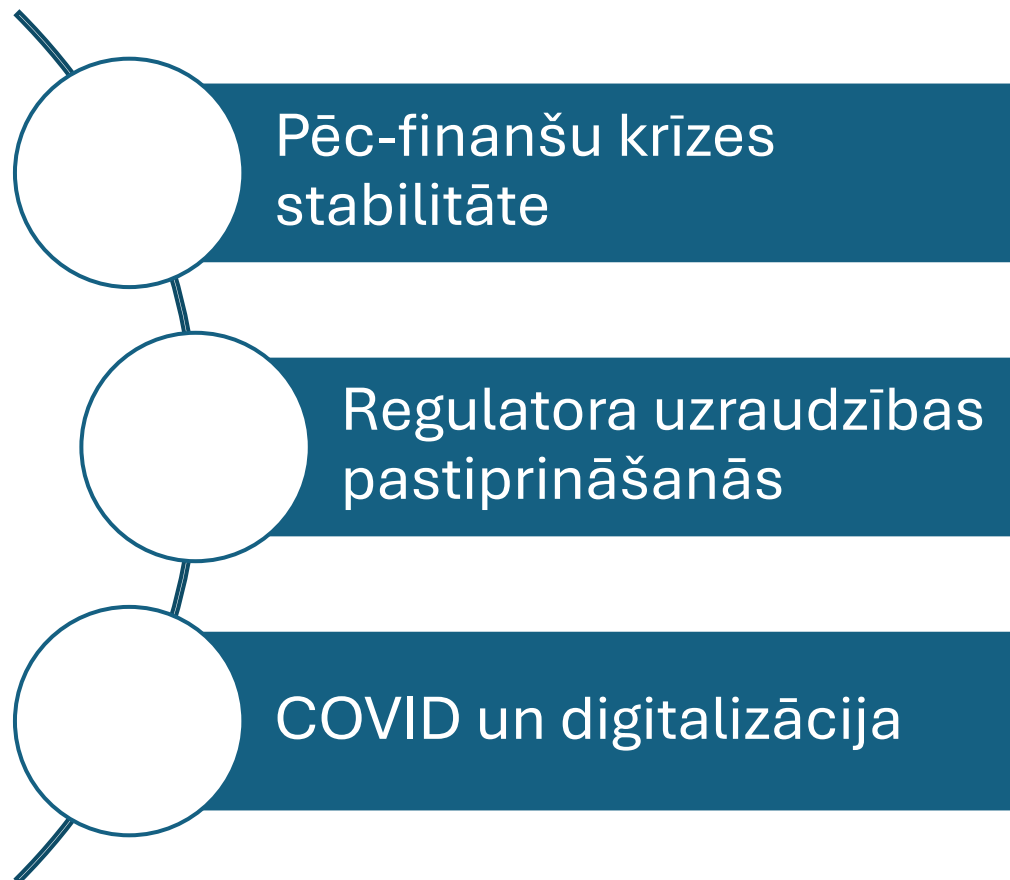 Pēc-finanšu krīzes
stabilitāte
Regulatora uzraudzības
pastiprināšanās
COVID un digitalizācija